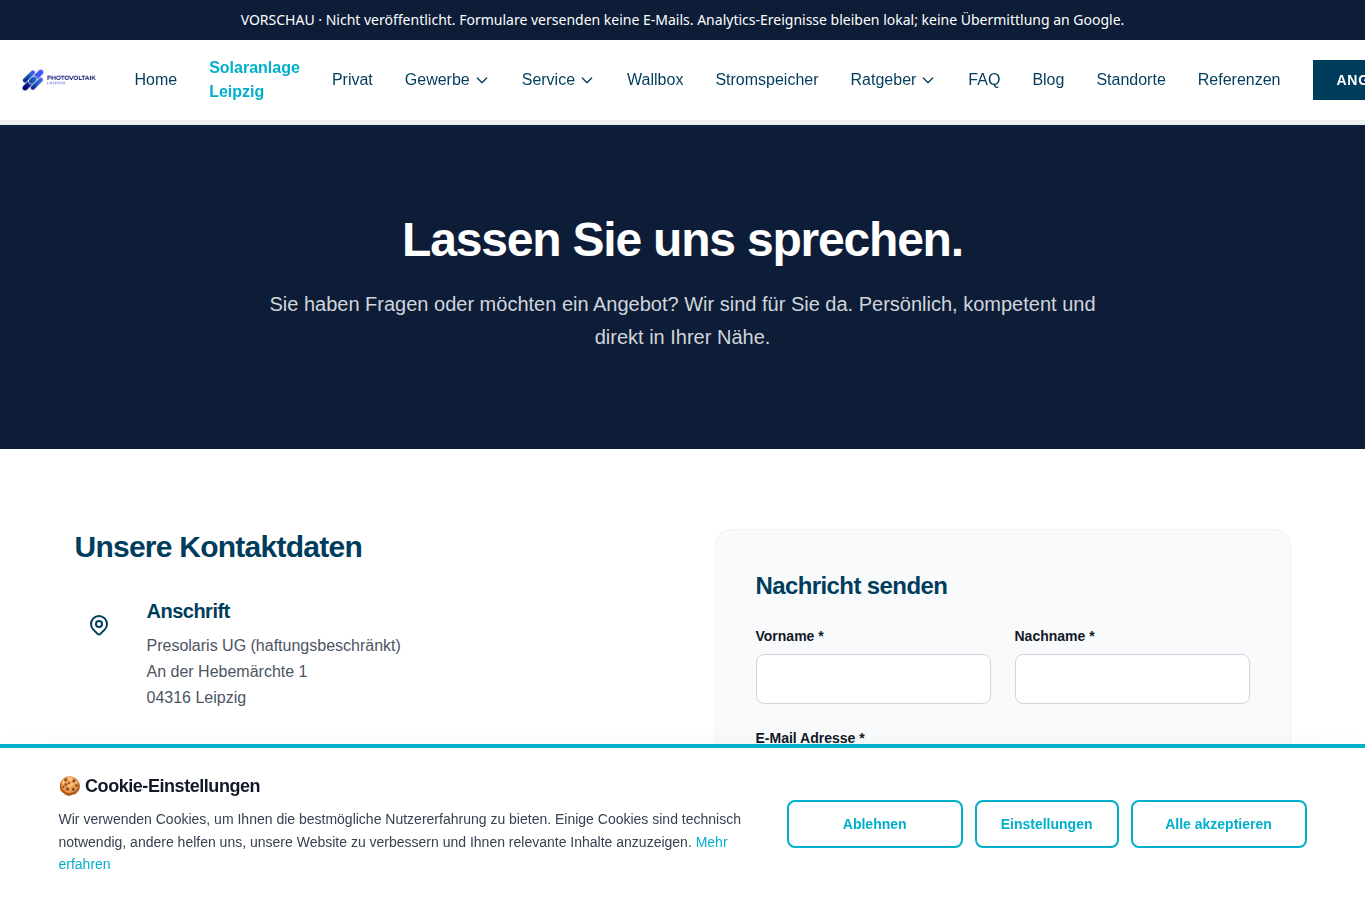 VORSCHAU · Nicht veröffentlicht. Formulare versenden keine E-Mails. Analytics-Ereignisse bleiben lokal; keine Übermittlung an Google.
PHOTOVOLTAIK
LEIPZIG
Home
Solaranlage
Leipzig
Privat
Gewerbe
Service
Wallbox
Stromspeicher
Ratgeber
FAQ
Blog
Standorte
Referenzen
ANG
Lassen Sie uns sprechen.
Sie haben Fragen oder möchten ein Angebot? Wir sind für Sie da. Persönlich, kompetent und
direkt in Ihrer Nähe.
Unsere Kontaktdaten
Anschrift
Presolaris UG (haftungsbeschränkt)
An der Hebemärchte 1
04316 Leipzig
Nachricht senden
Vorname *
Nachname *
E-Mail Adresse *
🍪 Cookie-Einstellungen
Wir verwenden Cookies, um Ihnen die bestmögliche Nutzererfahrung zu bieten. Einige Cookies sind technisch
notwendig, andere helfen uns, unsere Website zu verbessern und Ihnen relevante Inhalte anzuzeigen. Mehr
erfahren
Ablehnen
Einstellungen
Alle akzeptieren